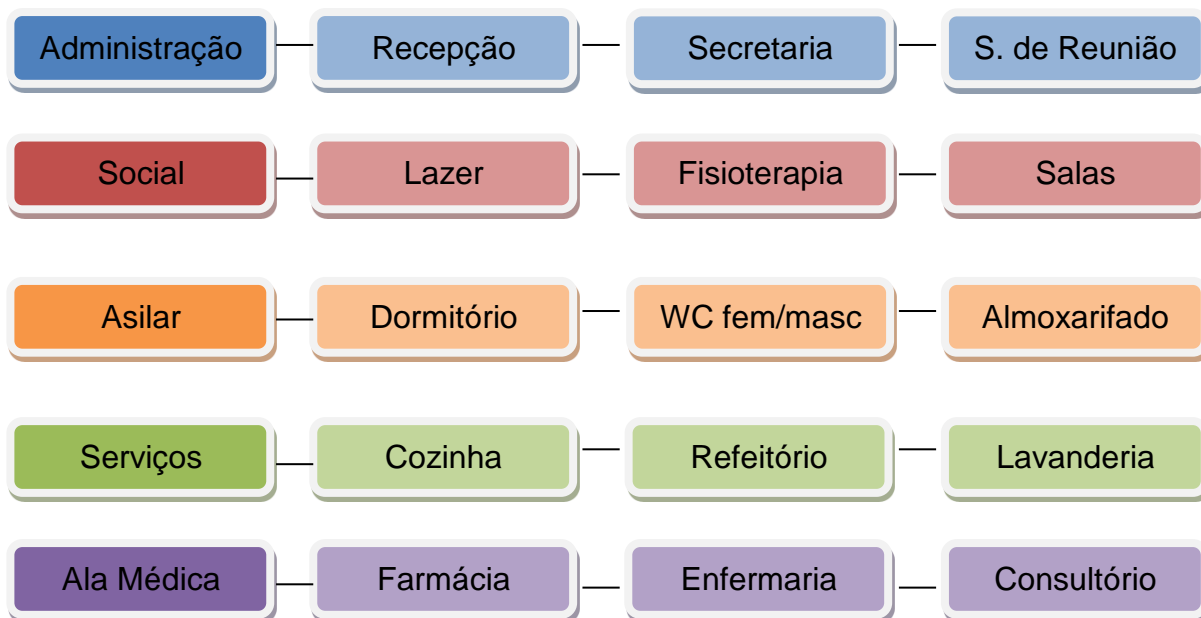 Administração Recepção Secretaria S. de Reunião
Social Lazer Fisioterapia Salas
Asilar Dormitório WC fem/masc Almoxarifado
Serviços Cozinha Refeitório Lavanderia
Ala Médica Farmácia Enfermaria Consultório